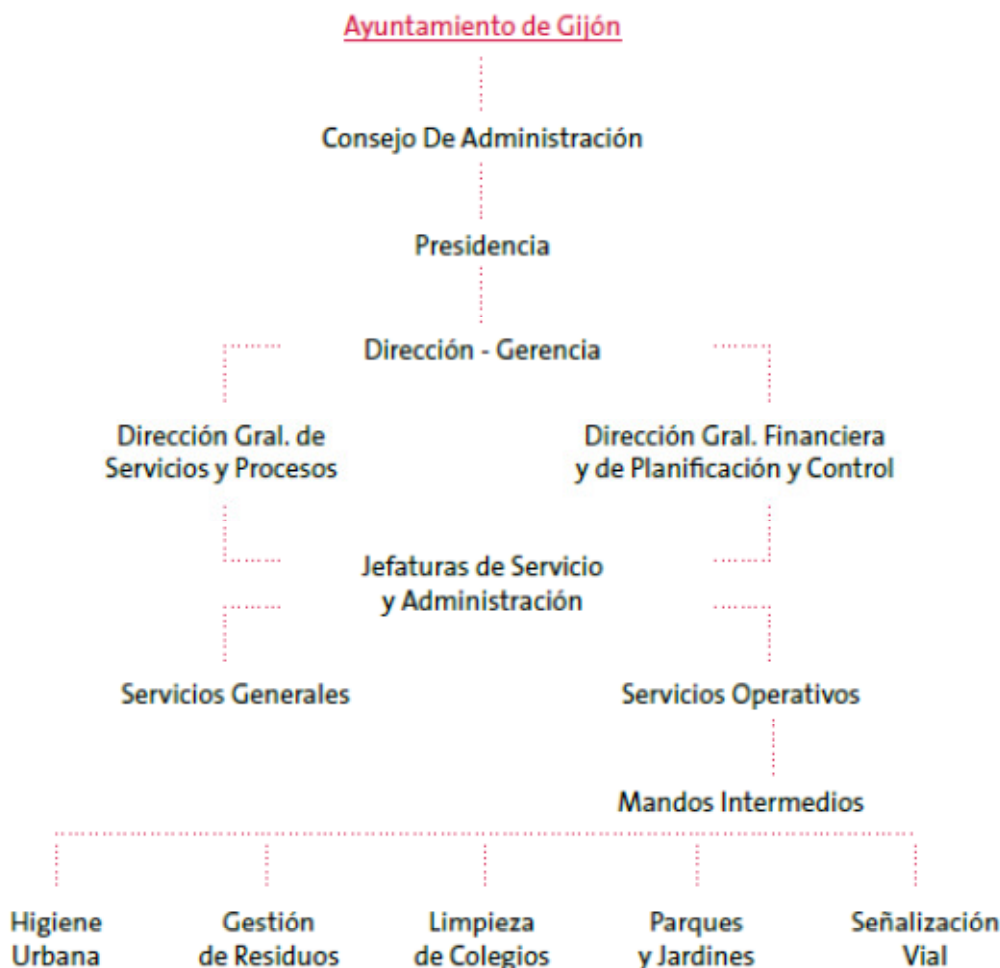 Ayuntamiento de Gijón
Consejo De Administración
Presidencia
Dirección - Gerencia
Dirección Gral. de
Servicios y Procesos
Dirección Gral. Financiera
y de Planificación y Control
Jefaturas de Servicio
y Administración
Servicios Generales
Servicios Operativos
Mandos Intermedios
Higiene
Urbana
Gestión
de Residuos
Limpieza
de Colegios
Parques
y Jardines
Señalización
Vial